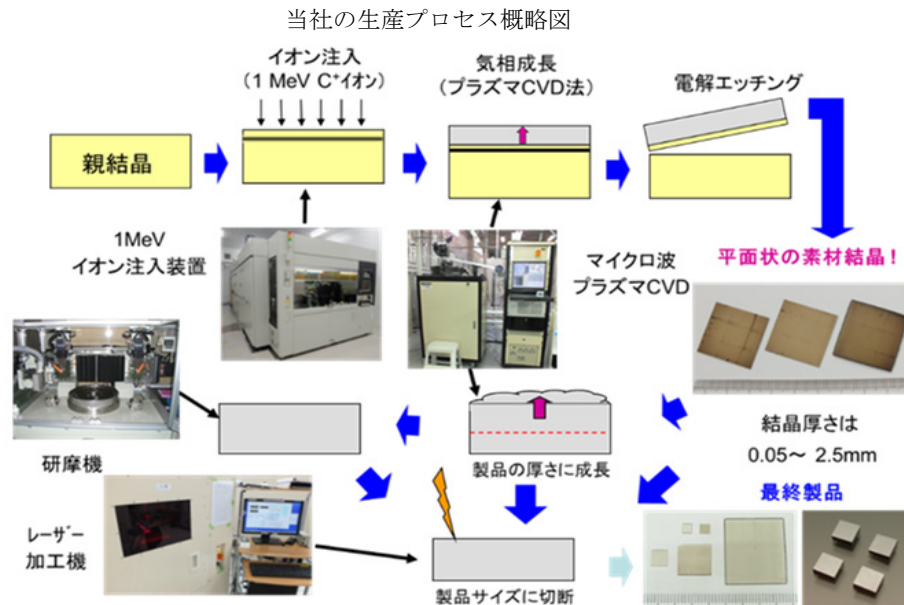 当社の生産プロセス概略図
イオン注入
(1 MeV C⁺イオン)
気相成長
(プラズマCVD法)
電解エッチング
親結晶
1MeV
イオン注入装置
マイクロ波
プラズマCVD
平面状の素材結晶！
結晶厚さは
0.05～ 2.5mm
研摩機
製品の厚さに成長
最終製品
レーザー
加工機
製品サイズに切断